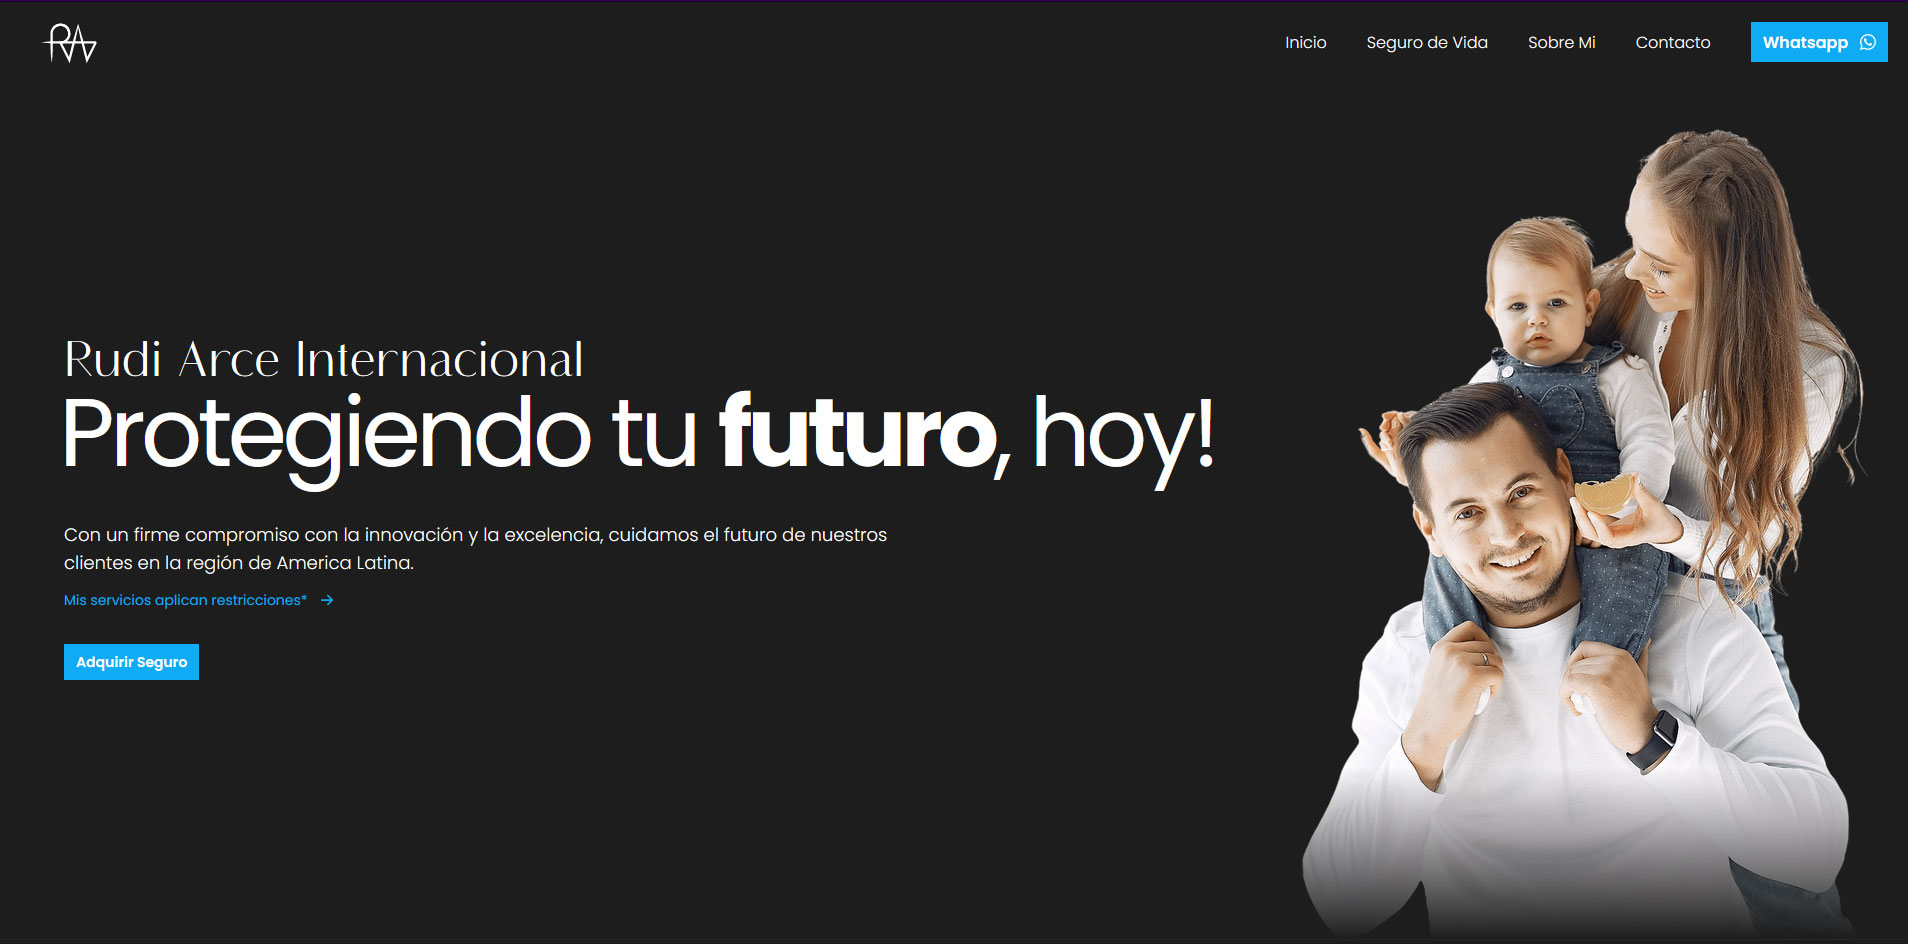 RA
Inicio
Seguro de Vida
Sobre Mi
Contacto
Whatsapp
Rudi Arce Internacional
Protegiendo tu futuro, hoy!
Con un firme compromiso con la innovación y la excelencia, cuidamos el futuro de nuestros
clientes en la región de America Latina.
Mis servicios aplican restricciones* →
Adquirir Seguro